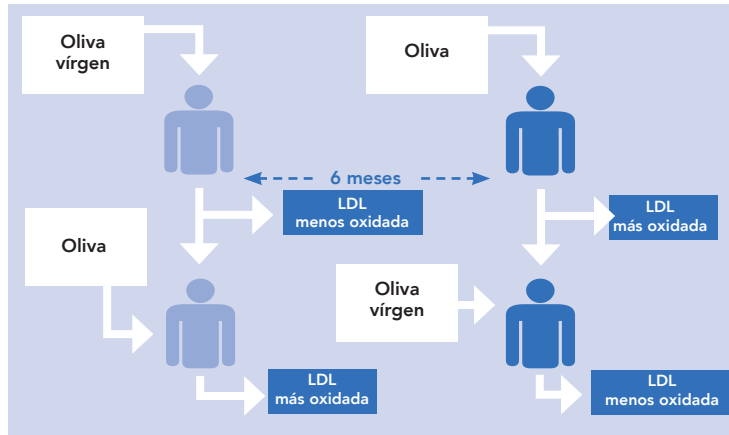 Oliva
vírgen
Oliva
6 meses
LDL
menos oxidada
LDL
más oxidada
Oliva
Oliva
vírgen
LDL
más oxidada
LDL
menos oxidada